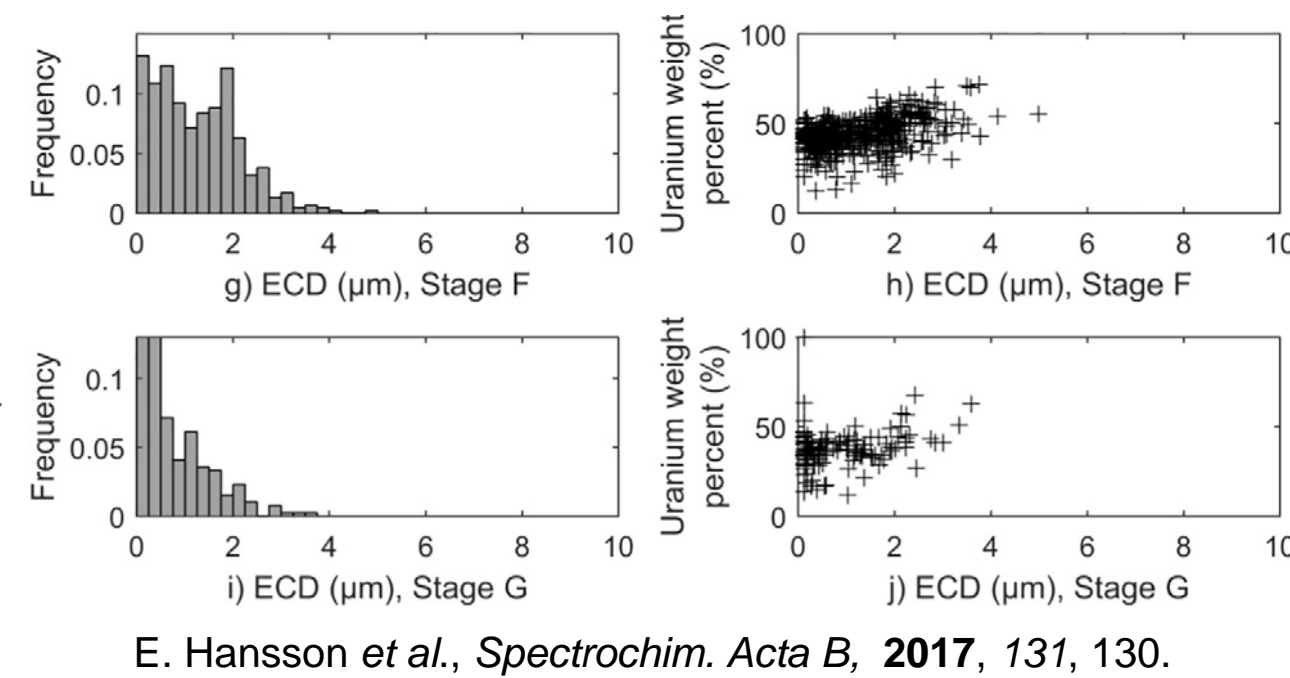 Frequency
0.1
0.05
0
0 2 4 6 8 10
g) ECD (µm), Stage F
Uranium weight
percent (%)
100
50
0
0 2 4 6 8 10
h) ECD (µm), Stage F
Frequency
0.1
0.05
0
0 2 4 6 8 10
i) ECD (µm), Stage G
Uranium weight
percent (%)
100
50
0
0 2 4 6 8 10
j) ECD (µm), Stage G
E. Hansson et al., Spectrochim. Acta B, 2017, 131, 130.